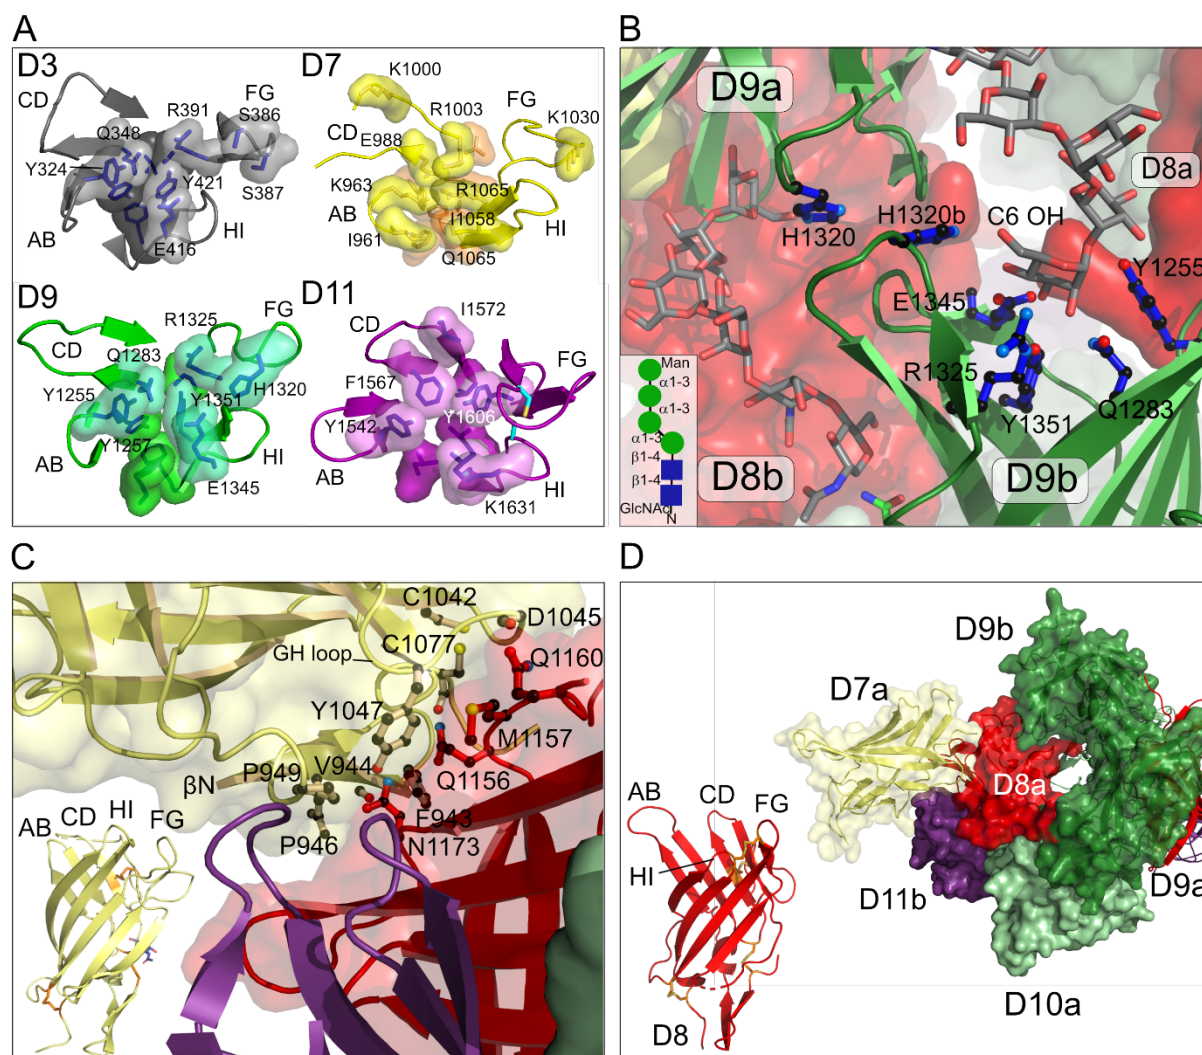 A
D3
CD
R391
FG
S386
Q348
Y324
Y421
S387
AB
E416
HI
D7
K1000
R1003
FG
K1030
CD
E988
K963
R1065
AB
I1058
HI
I961
Q1065
D9
R1325
FG
CD
Q1283
Y1255
H1320
Y1351
Y1257
AB
HI
E1345
D11
I1572
CD
FG
F1567
Y1606
Y1542
AB
HI
K1631
B
D9a
D8a
H1320b
C6 OH
H1320
Y1255
E1345
R1325
Y1351
Q1283
D8b
D9b
Man
α1-3
α1-3
α1-3
β1-4
β1-4
GlcNAc
N
C
C1042
D1045
GH loop
C1077
Q1160
Y1047
M1157
V944
βN
P949
Q1156
F943
P946
N1173
AB
CD
HI
FG
D
D9b
D7a
D8a
AB
CD
FG
HI
D11b
D9a
D10a
D8